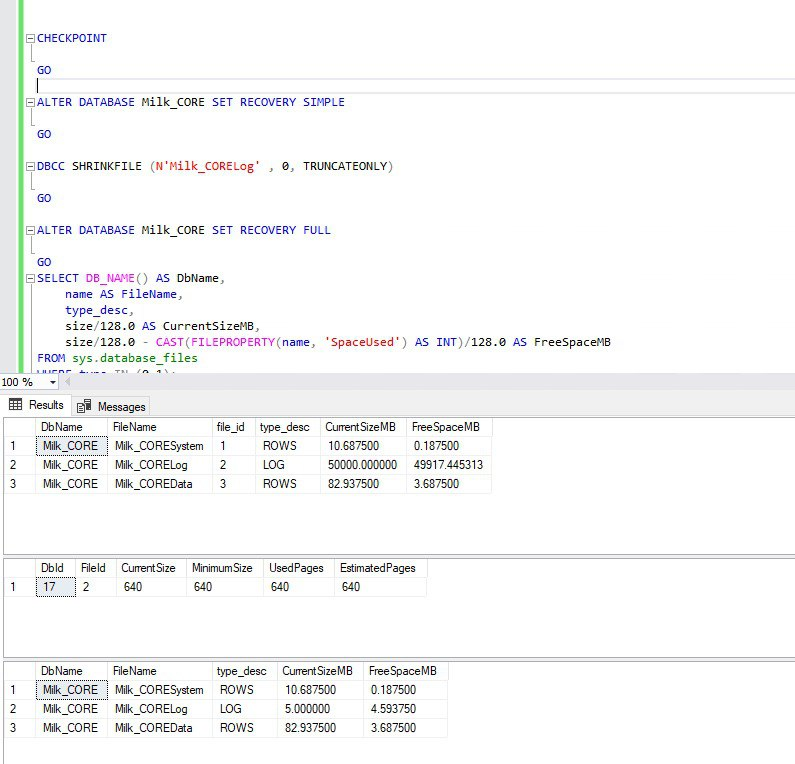 CHECKPOINT
GO
ALTER DATABASE Milk_CORE SET RECOVERY SIMPLE
GO
DBCC SHRINKFILE (N'Milk_CORELog' , 0, TRUNCATEONLY)
GO
ALTER DATABASE Milk_CORE SET RECOVERY FULL
GO
SELECT DB_NAME() AS DbName,
name AS FileName,
type_desc,
size/128.0 AS CurrentSizeMB,
size/128.0 - CAST(FILEPROPERTY(name, 'SpaceUsed') AS INT)/128.0 AS FreeSpaceMB
FROM sys.database_files
WHERE type IN (0,1);
100 %
Results Messages
DbName FileName file_id type_desc CurrentSizeMB FreeSpaceMB
1 Milk_CORE Milk_CORESystem 1 ROWS 10.687500 0.187500
2 Milk_CORE Milk_CORELog 2 LOG 50000.000000 49917.445313
3 Milk_CORE Milk_COREData 3 ROWS 82.937500 3.687500
DbId FileId CurrentSize MinimumSize UsedPages EstimatedPages
1 17 2 640 640 640 640
DbName FileName type_desc CurrentSizeMB FreeSpaceMB
1 Milk_CORE Milk_CORESystem ROWS 10.687500 0.187500
2 Milk_CORE Milk_CORELog LOG 5.000000 4.593750
3 Milk_CORE Milk_COREData ROWS 82.937500 3.687500